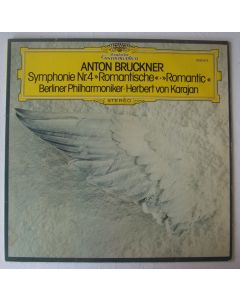 ANTON BRUCKNER
Symphonie Nr.4 »Romantische« · »Romantic«
Berliner Philharmoniker · Herbert von Karajan
STEREO